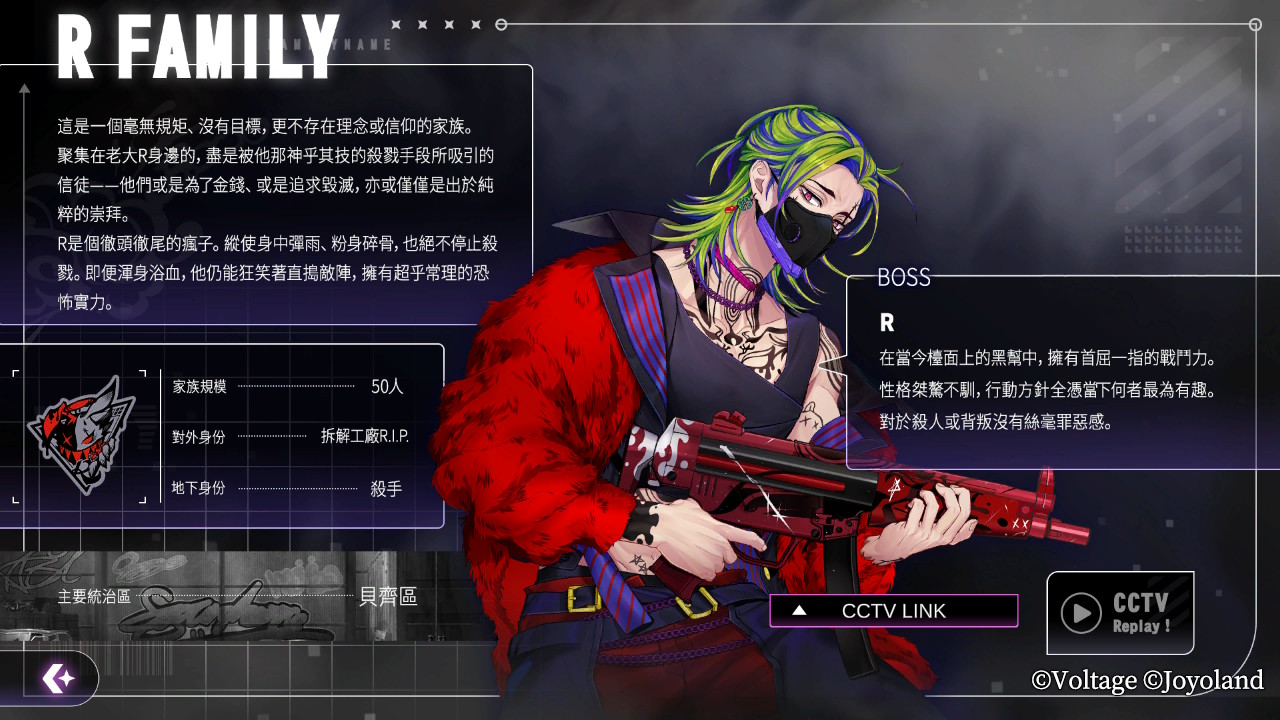 R FAMILY
這是一個毫無規矩、沒有目標, 更不存在理念或信仰的家族。
聚集在老大R身邊的, 盡是被他那神乎其技的殺戮手段所吸引的
信徒——他們或是為了金錢、或是追求毀滅, 亦或僅僅是出於純
粹的崇拜。
R是個徹頭徹尾的瘋子。縱使身中彈雨、粉身碎骨, 也絕不停止殺
戮。即便渾身浴血, 他仍能狂笑著直搗敵陣, 擁有超乎常理的恐
怖實力。
家族規模 50人
對外身份 拆解工廠R.I.P.
地下身份 殺手
主要統治區 貝齊區
BOSS
R
在當今檯面上的黑幫中, 擁有首屈一指的戰鬥力。
性格桀驁不馴, 行動方針全憑當下何者最為有趣。
對於殺人或背叛沒有絲毫罪惡感。
CCTV LINK
CCTV
Replay !
©Voltage ©Joyoland